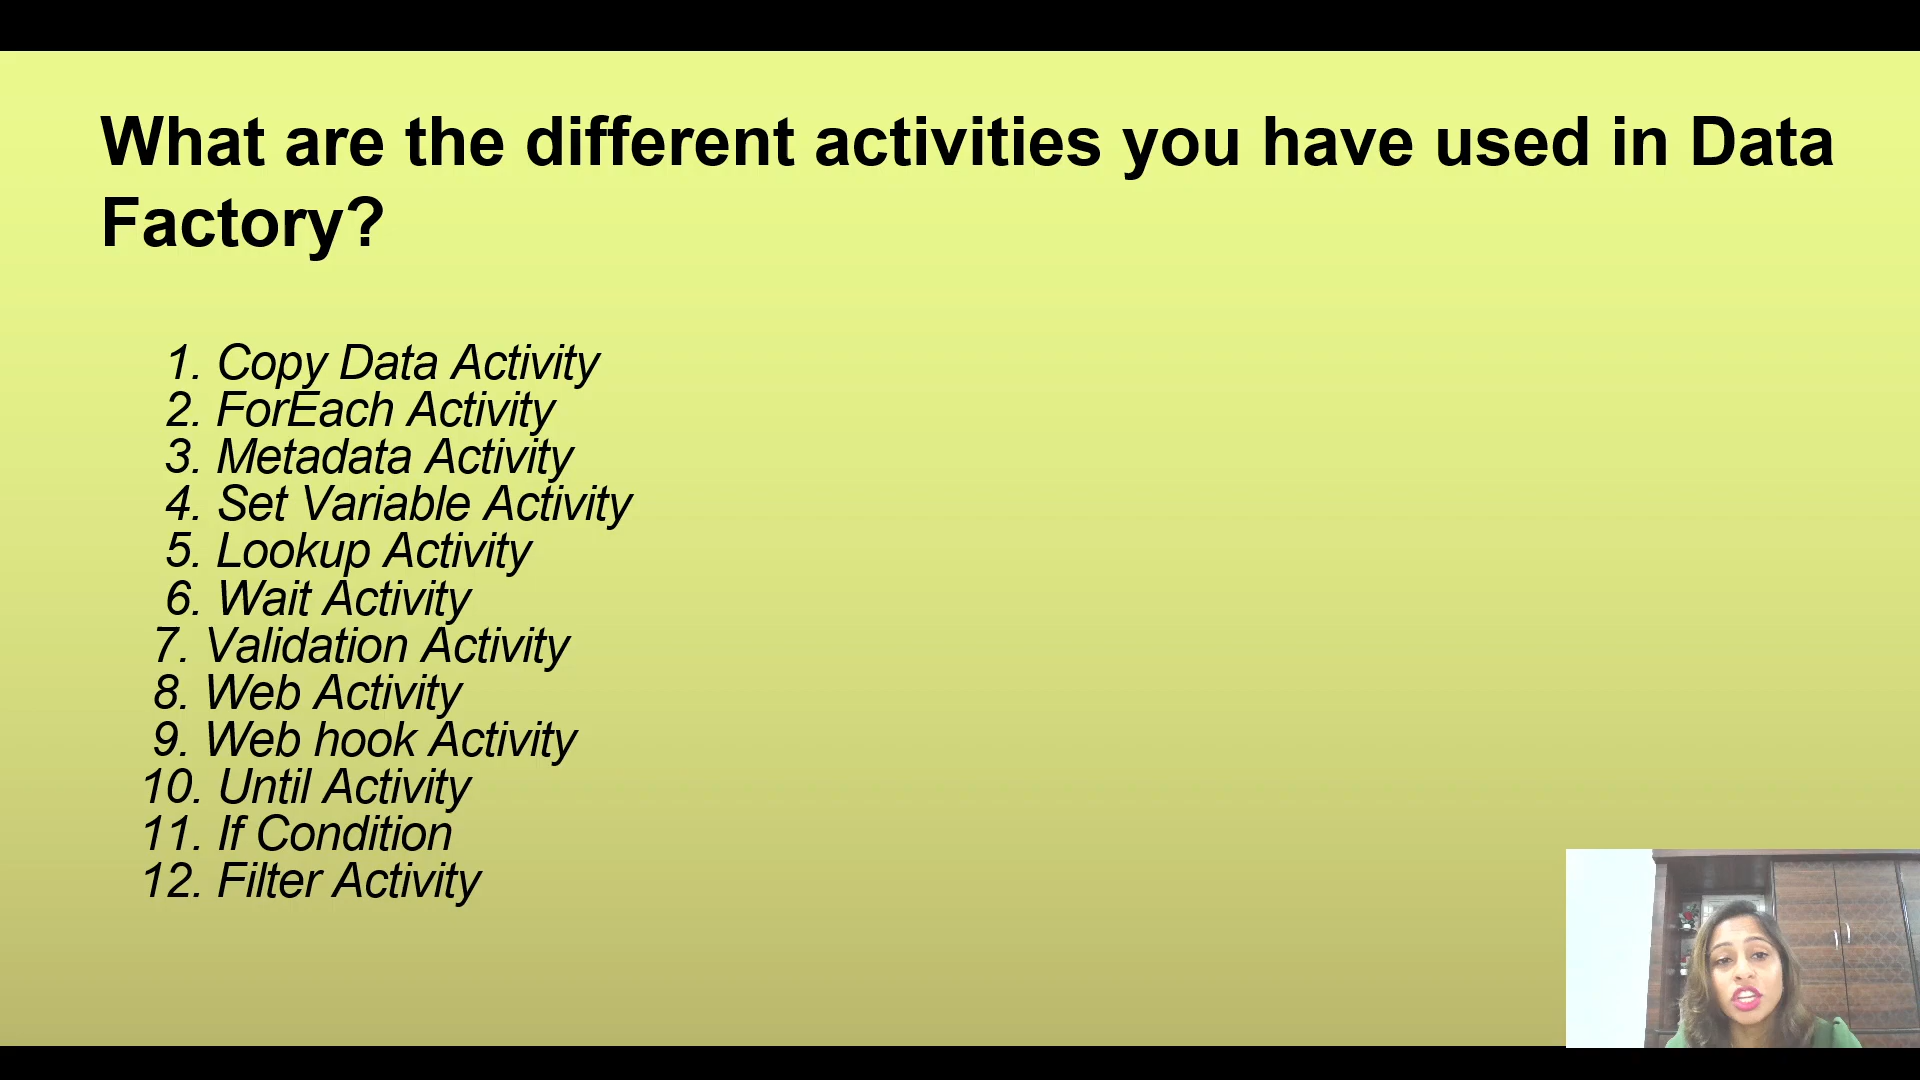 What are the different activities you have used in Data
Factory?
1. Copy Data Activity
2. ForEach Activity
3. Metadata Activity
4. Set Variable Activity
5. Lookup Activity
6. Wait Activity
7. Validation Activity
8. Web Activity
9. Web hook Activity
10. Until Activity
11. If Condition
12. Filter Activity